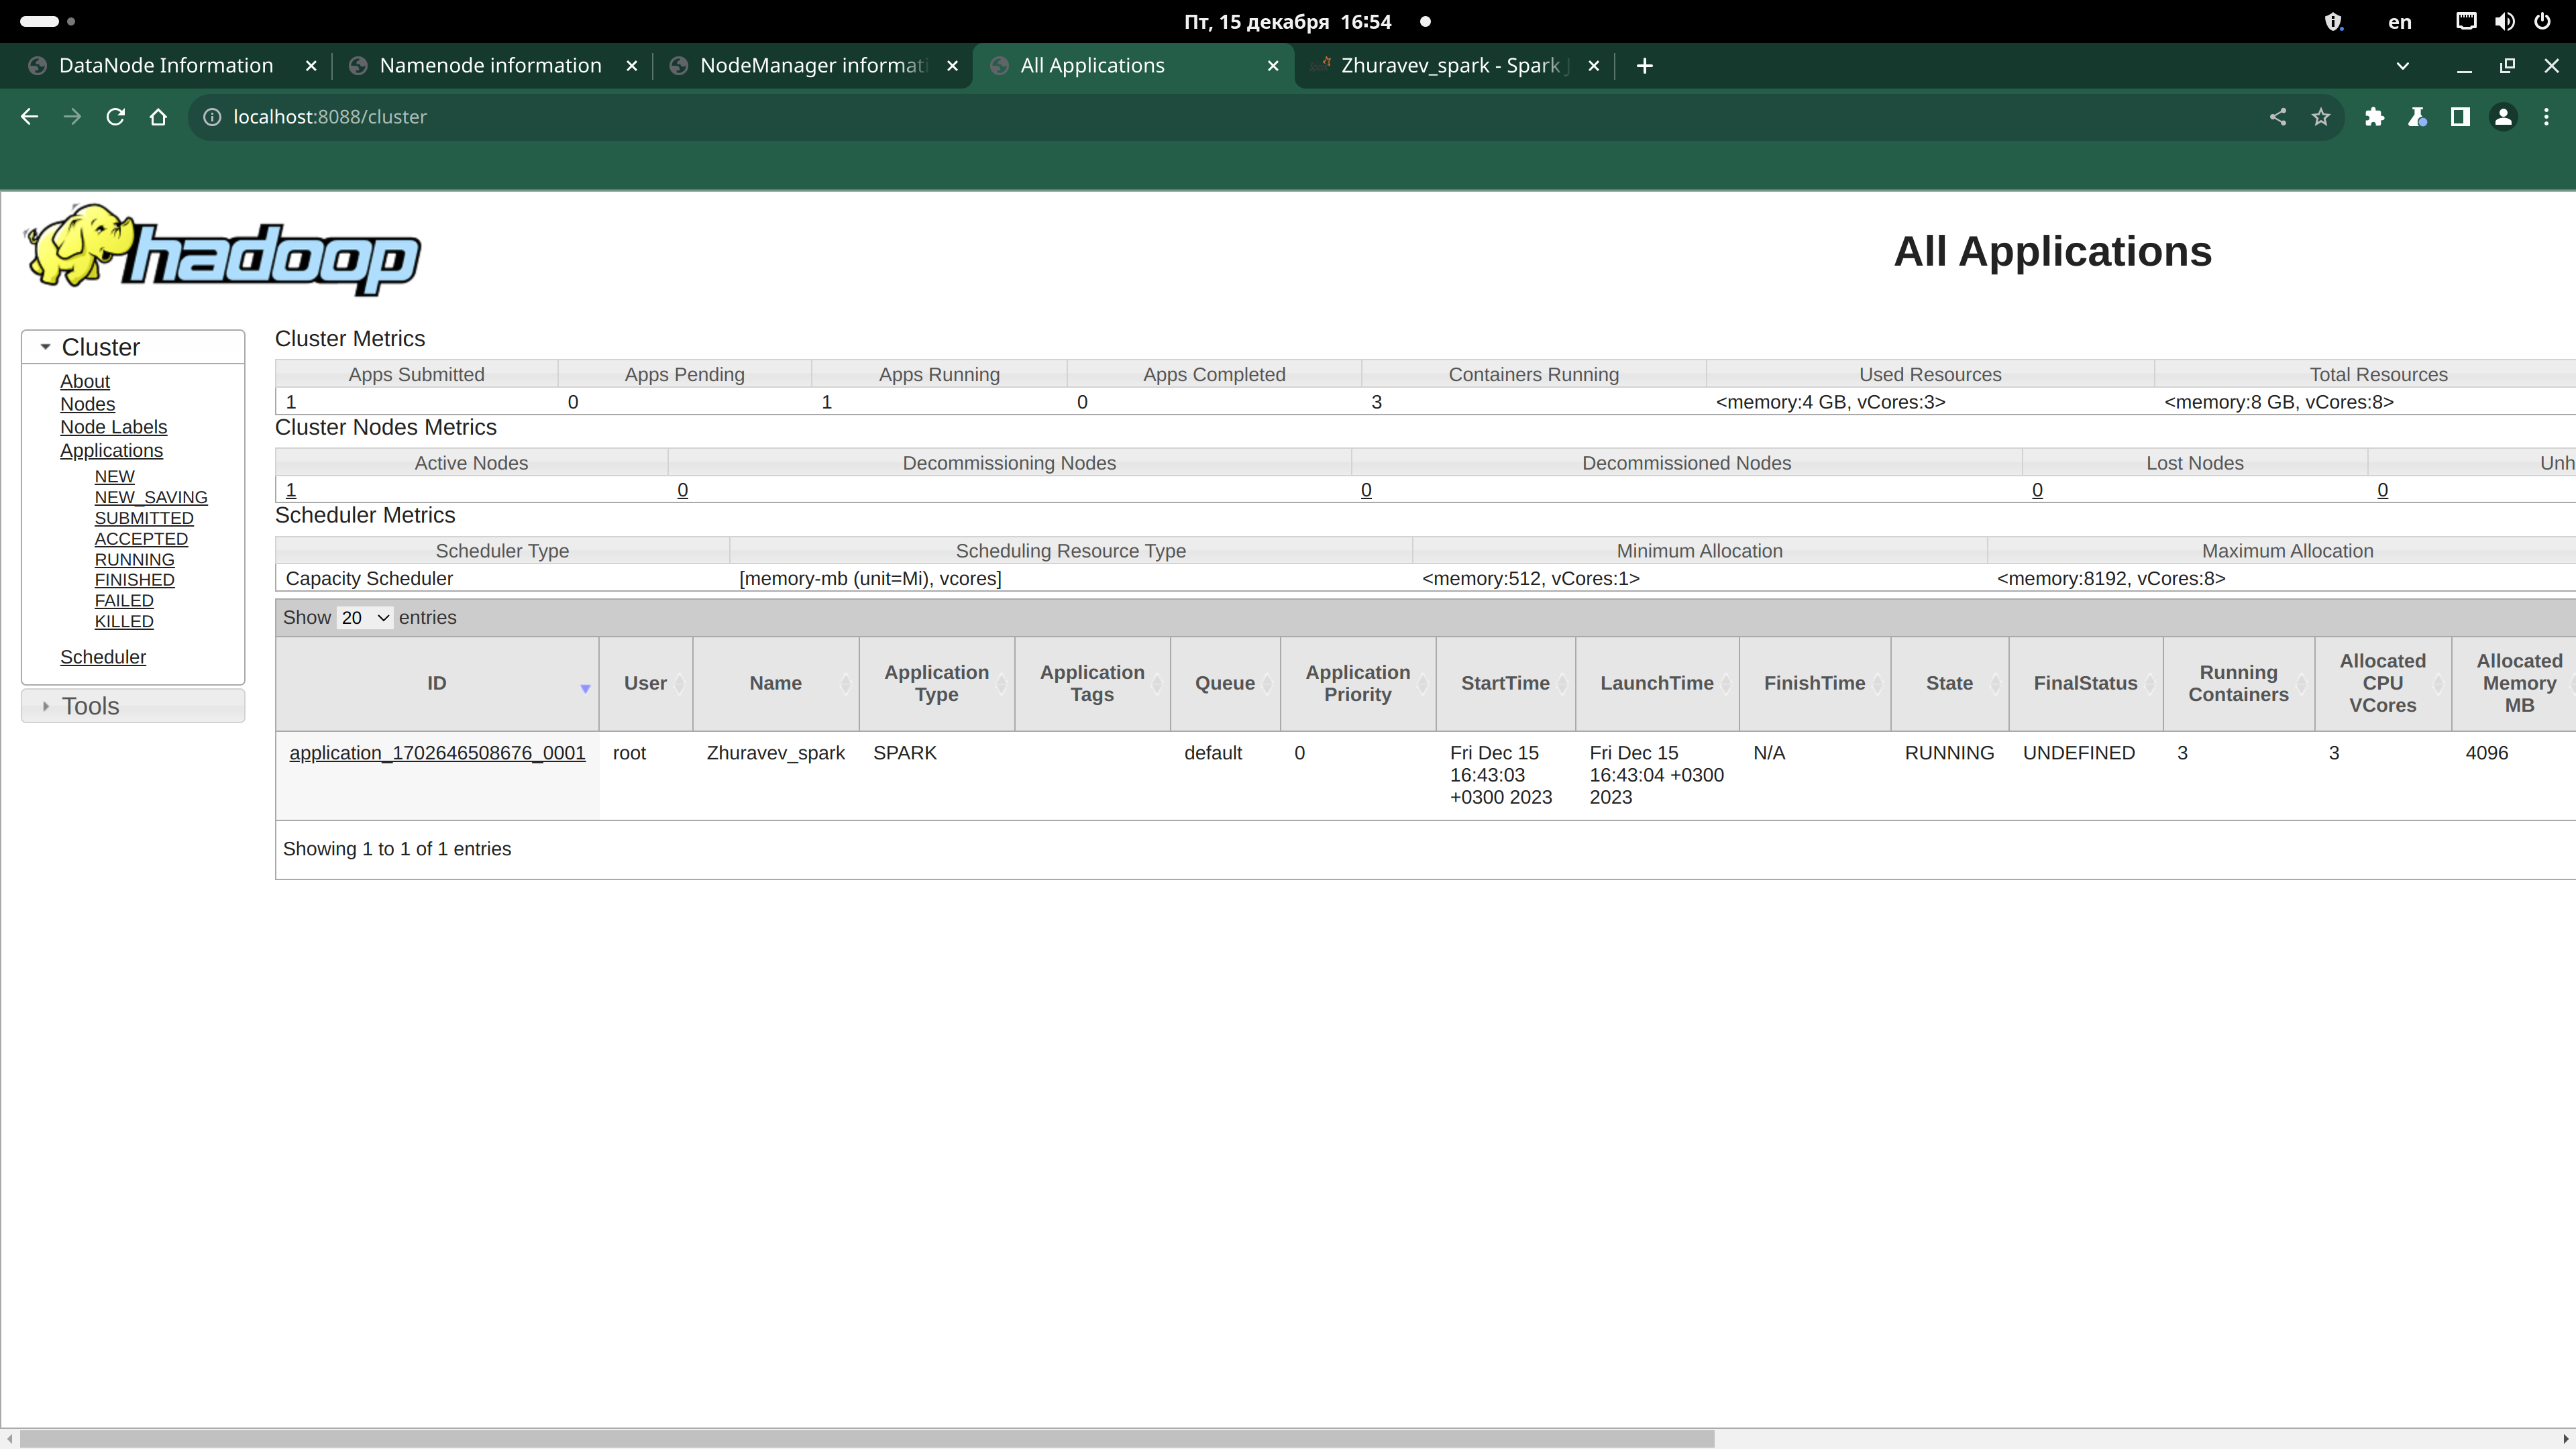 Пт, 15 декабря 16:54
en
DataNode Information
Namenode information
NodeManager informati
All Applications
Zhuravev_spark - Spark J
localhost:8088/cluster
hadoop
All Applications
Cluster
About
Nodes
Node Labels
Applications
NEW
NEW_SAVING
SUBMITTED
ACCEPTED
RUNNING
FINISHED
FAILED
KILLED
Scheduler
Tools
Cluster Metrics
Apps Submitted Apps Pending Apps Running Apps Completed Containers Running Used Resources Total Resources
1 0 1 0 3 <memory:4 GB, vCores:3> <memory:8 GB, vCores:8>
Cluster Nodes Metrics
Active Nodes Decommissioning Nodes Decommissioned Nodes Lost Nodes Unh
1 0 0 0 0
Scheduler Metrics
Scheduler Type Scheduling Resource Type Minimum Allocation Maximum Allocation
Capacity Scheduler [memory-mb (unit=Mi), vcores] <memory:512, vCores:1> <memory:8192, vCores:8>
Show 20 entries
ID User Name Application Type Application Tags Queue Application Priority StartTime LaunchTime FinishTime State FinalStatus Running Containers Allocated CPU VCores Allocated Memory MB
application_1702646508676_0001 root Zhuravev_spark SPARK default 0 Fri Dec 15 16:43:03 +0300 2023 Fri Dec 15 16:43:04 +0300 2023 N/A RUNNING UNDEFINED 3 3 4096
Showing 1 to 1 of 1 entries